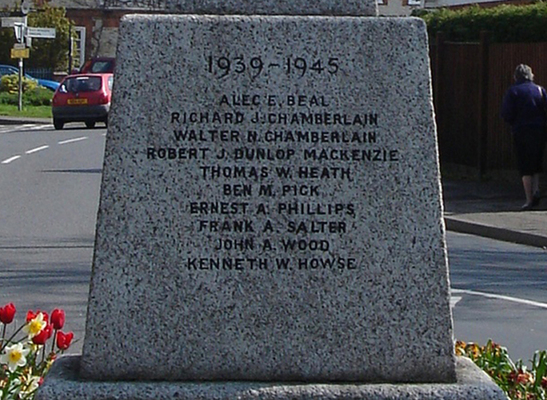 1939-1945
ALEC E. BEAL
RICHARD J. CHAMBERLAIN
WALTER N. CHAMBERLAIN
ROBERT J. DUNLOP MACKENZIE
THOMAS W. HEATH
BEN M. PICK
ERNEST A. PHILLIPS
FRANK A. SALTER
JOHN A. WOOD
KENNETH W. HOWSE